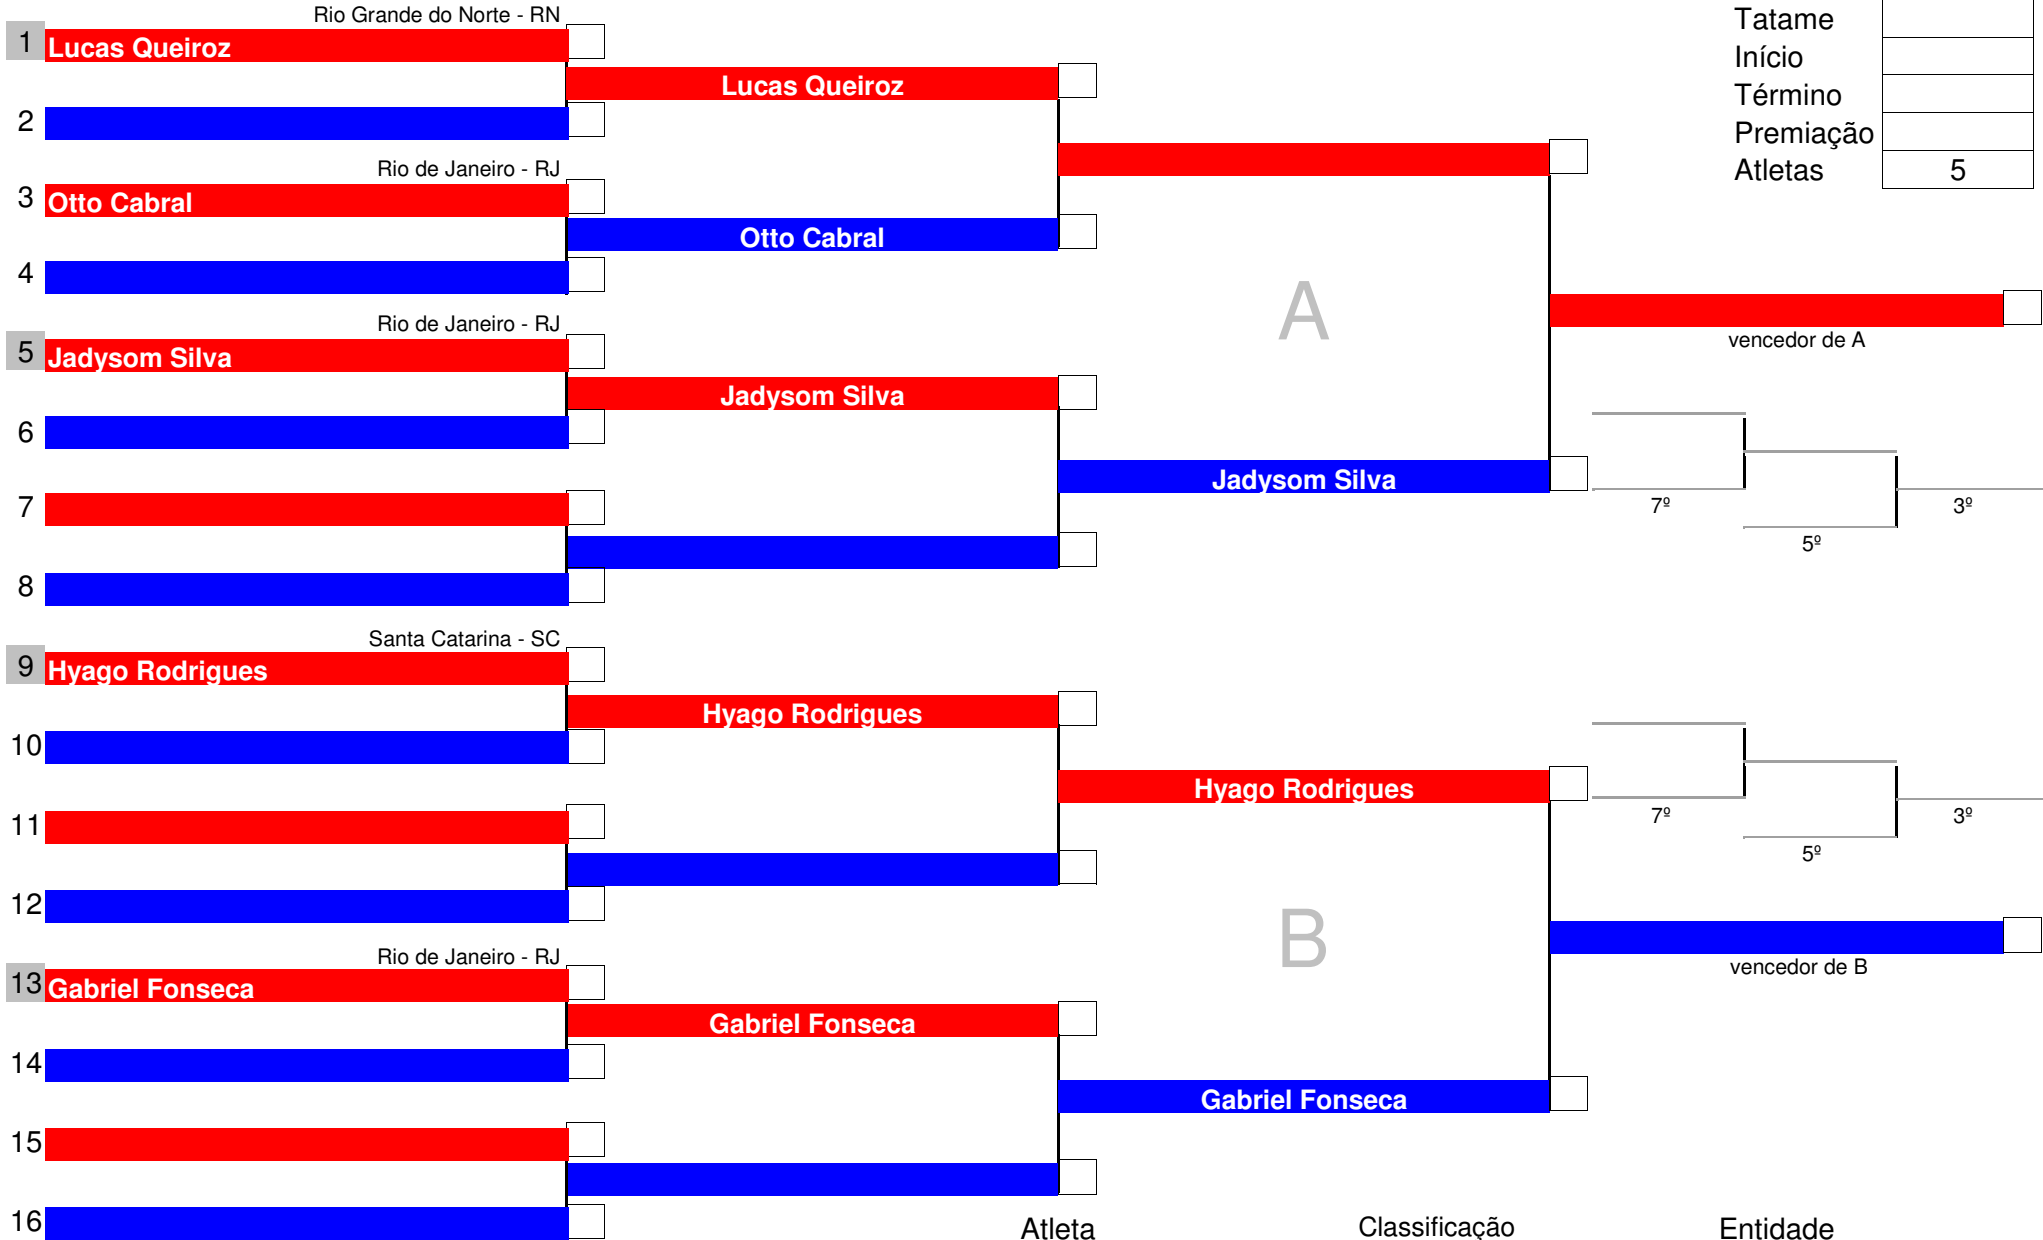 Rio Grande do Norte - RN
1 Lucas Queiroz
Lucas Queiroz
2
Rio de Janeiro - RJ
3 Otto Cabral
Otto Cabral
4
Rio de Janeiro - RJ
5 Jadysom Silva
Jadysom Silva
6
Jadysom Silva
7
8
A
vencedor de A
7º
5º
3º
Santa Catarina - SC
9 Hyago Rodrigues
Hyago Rodrigues
10
Hyago Rodrigues
11
12
B
7º
5º
3º
vencedor de B
Rio de Janeiro - RJ
13 Gabriel Fonseca
Gabriel Fonseca
14
Gabriel Fonseca
15
16
Tatame
Início
Término
Premiação
Atletas 5
Atleta Classificação Entidade